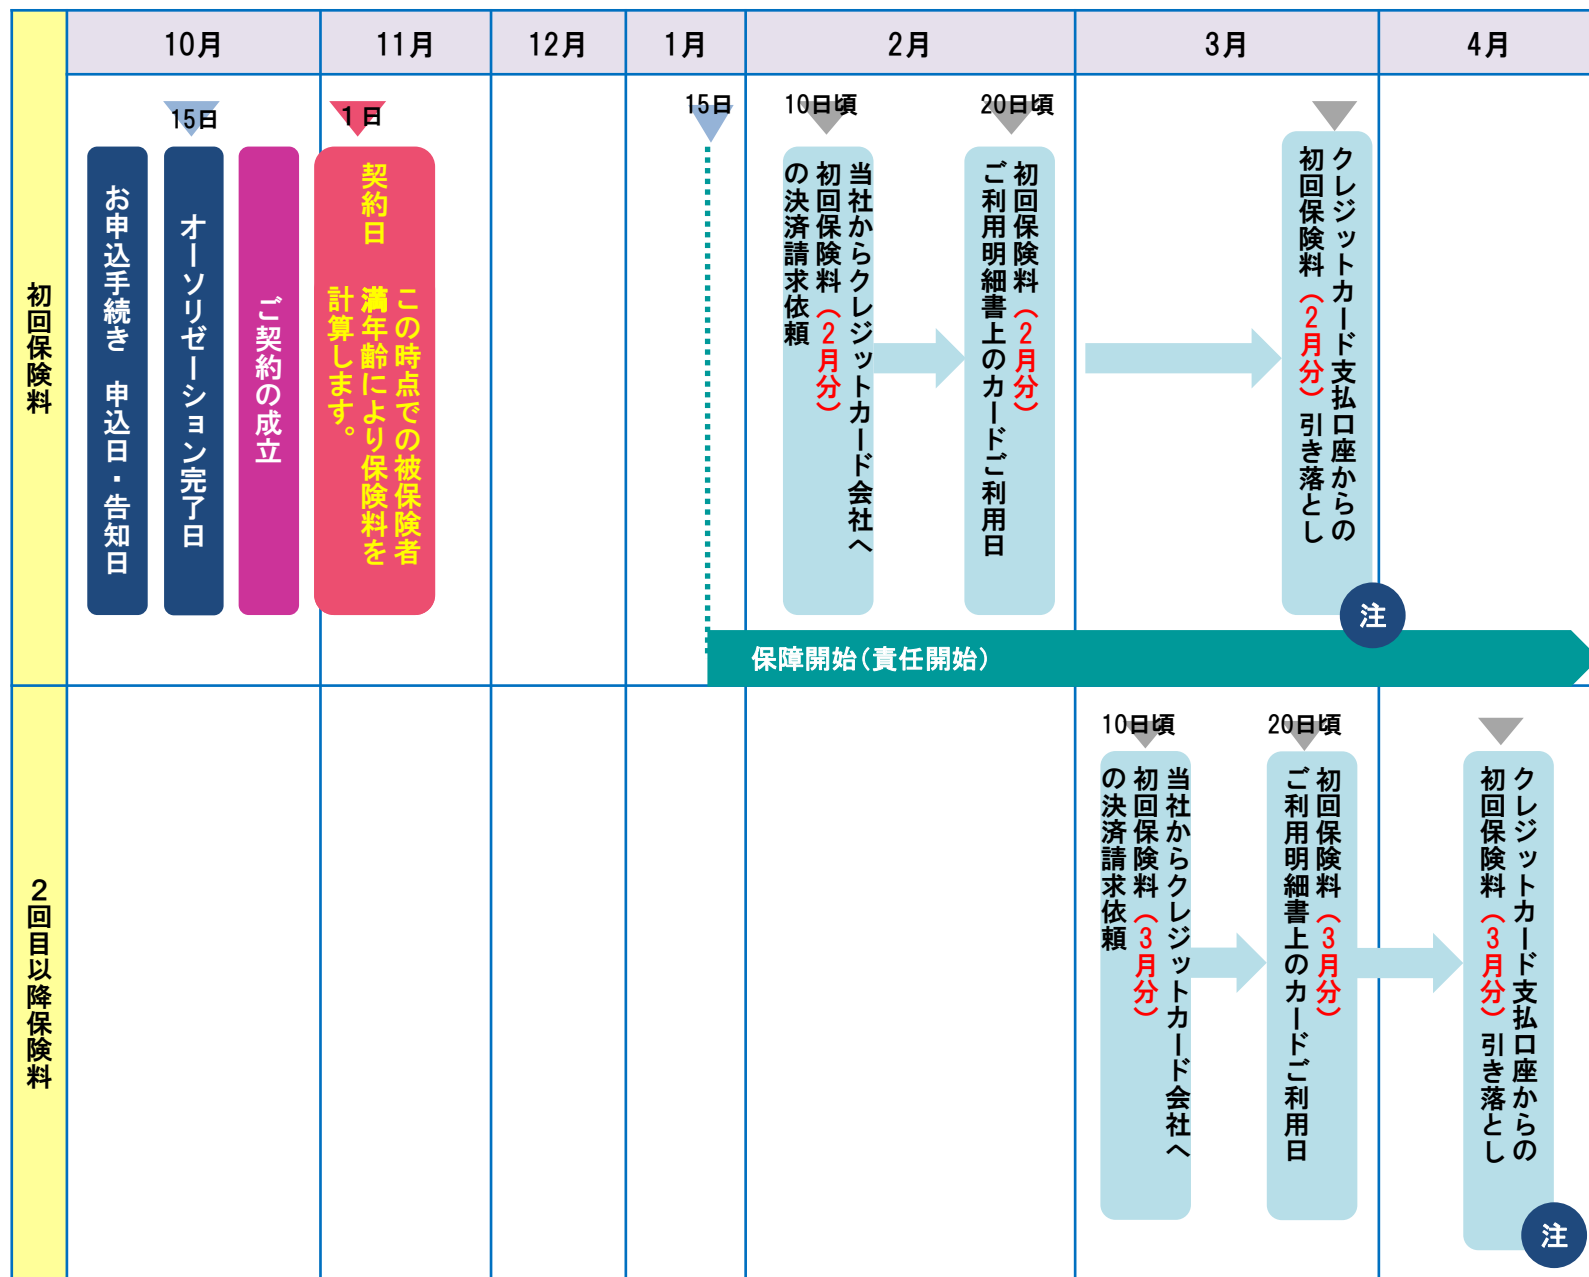 10月
11月
12月
1月
2月
3月
4月
初回保険料
15日
1日
15日
10日頃
20日頃
お申込手続き 申込日・告知日
オーソリゼーション完了日
ご契約の成立
契約日 この時点での被保険者
満年齢により保険料を
計算します。
当社からクレジットカード会社へ
初回保険料(2月分)
の決済請求依頼
初回保険料(2月分)
ご利用明細書上のカードご利用日
クレジットカード支払口座からの
初回保険料(2月分)引き落とし
注
保障開始(責任開始)
2回目以降保険料
10日頃
20日頃
当社からクレジットカード会社へ
初回保険料(3月分)
の決済請求依頼
初回保険料(3月分)
ご利用明細書上のカードご利用日
クレジットカード支払口座からの
初回保険料(3月分)引き落とし
注